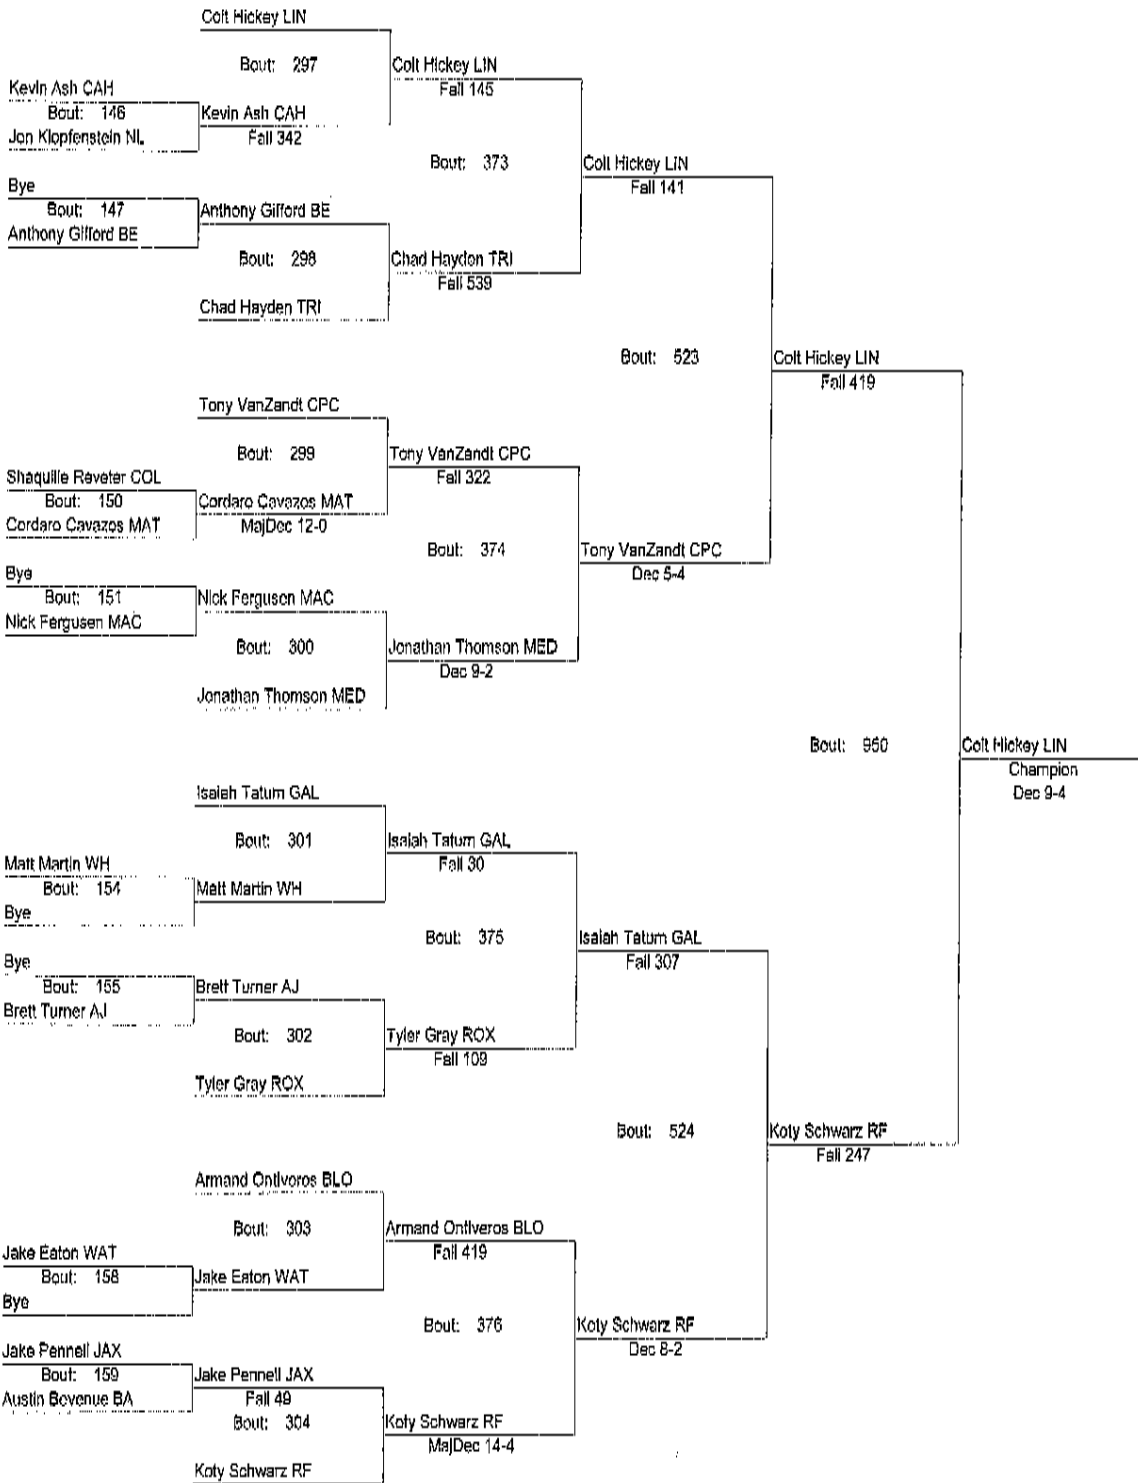 Colt Hickey LIN
Bout: 297
Colt Hickey LIN
Fall 145
Kevin Ash CAH
Bout: 146
Kevin Ash CAH
Jon Klopfenstein NL
Fall 342
Bout: 373
Colt Hickey LIN
Fall 141
Bye
Bout: 147
Anthony Gifford BE
Anthony Gifford BE
Bout: 298
Chad Hayden TRI
Fall 539
Chad Hayden TRI
Bout: 523
Colt Hickey LIN
Fall 419
Tony VanZandt CPC
Bout: 299
Tony VanZandt CPC
Fall 322
Shaquille Reveter COL
Bout: 150
Cordaro Cavazos MAT
Cordaro Cavazos MAT
MajDec 12-0
Bout: 374
Tony VanZandt CPC
Dec 5-4
Bye
Bout: 151
Nick Fergusen MAC
Nick Fergusen MAC
Bout: 300
Jonathan Thomson MED
Dec 9-2
Jonathan Thomson MED
Bout: 950
Colt Hickey LIN
Champion
Dec 9-4
Isaiah Tatum GAL
Bout: 301
Isaiah Tatum GAL
Fall 30
Matt Martin WH
Bout: 154
Matt Martin WH
Bye
Bout: 375
Isaiah Tatum GAL
Fall 307
Bye
Bout: 155
Brett Turner AJ
Brett Turner AJ
Bout: 302
Tyler Gray ROX
Fall 109
Tyler Gray ROX
Bout: 524
Koty Schwarz RF
Fall 247
Armand Ontiveros BLO
Bout: 303
Armand Ontiveros BLO
Fall 419
Jake Eaton WAT
Bout: 158
Jake Eaton WAT
Bye
Bout: 376
Koty Schwarz RF
Dec 8-2
Jake Pennell JAX
Bout: 159
Jake Pennell JAX
Austin Bovenue BA
Fall 49
Bout: 304
Koty Schwarz RF
MajDec 14-4
Koty Schwarz RF